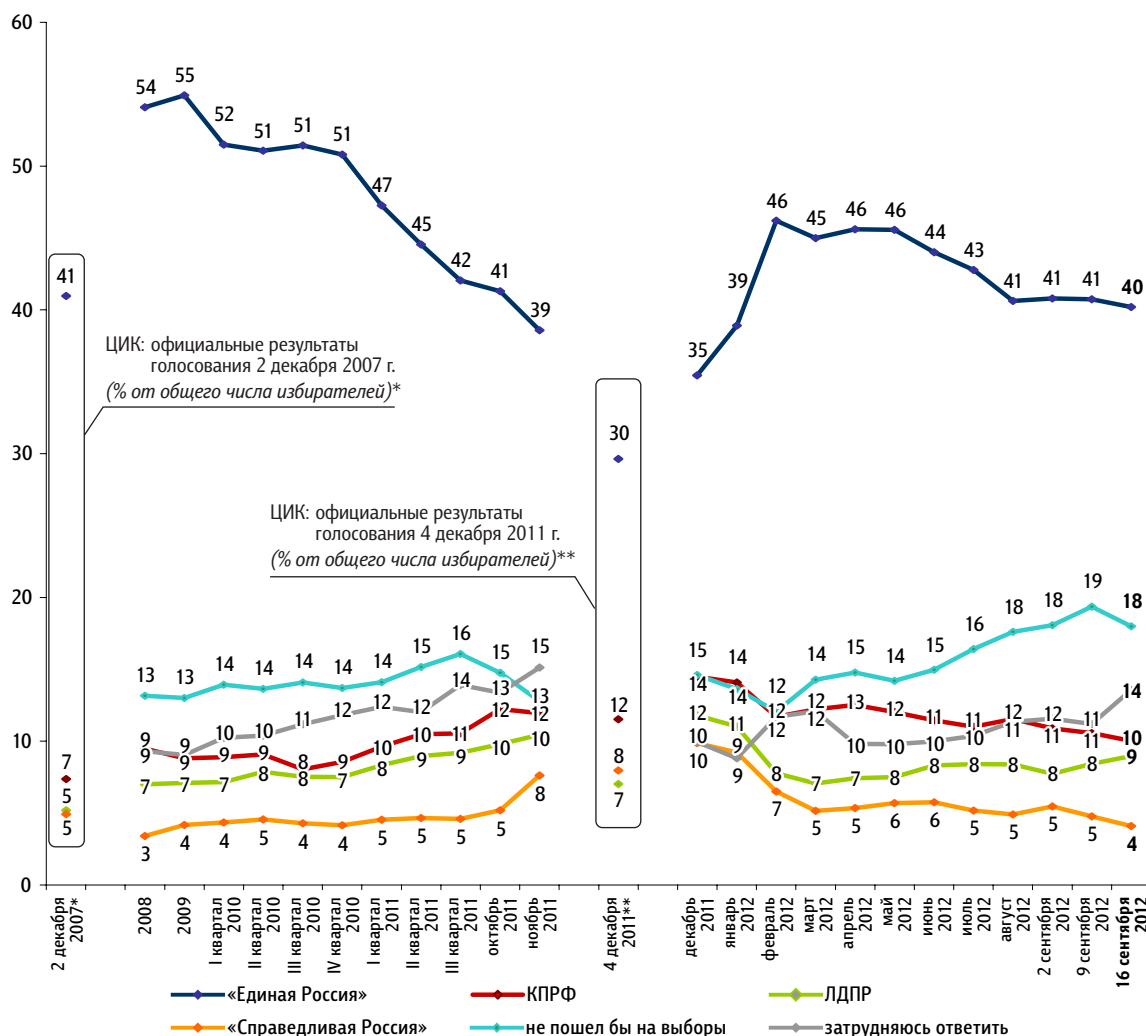 60
50
40
30
20
10
0
54 55 52 51 51 51 47 45 42 41 39
35 39 46 45 46 46 44 43 41 41 41 40
41
ЦИК: официальные результаты
голосования 2 декабря 2007 г.
(% от общего числа избирателей)*
30
ЦИК: официальные результаты
голосования 4 декабря 2011 г.
(% от общего числа избирателей)**
13 13 14 14 14 14 14 15 16 15 13
15 14 12 14 15 14 15 16 18 18 19 18
9 9 10 10 11 12 12 12 14 13 15
10 9 12 12 10 10 10 10 11 12 11 14
9 9 9 9 8 9 10 10 11 12 12
14 14 12 12 13 12 11 11 12 11 11 10
7 7 7 8 8 7 8 9 9 10 10
12 11 8 7 7 8 8 8 8 8 8 9
3 4 4 5 4 4 5 5 5 5 8
10 9 7 5 5 6 6 5 5 5 5 4
7
5
5
12
8
7
2 декабря 2007*
2008
2009
I квартал 2010
II квартал 2010
III квартал 2010
IV квартал 2010
I квартал 2011
II квартал 2011
III квартал 2011
октябрь 2011
ноябрь 2011
4 декабря 2011**
декабрь 2011
январь 2012
февраль 2012
март 2012
апрель 2012
май 2012
июнь 2012
июль 2012
август 2012
2 сентября 2012
9 сентября 2012
16 сентября 2012
«Единая Россия» КПРФ ЛДПР
«Справедливая Россия» не пошел бы на выборы затрудняюсь ответить